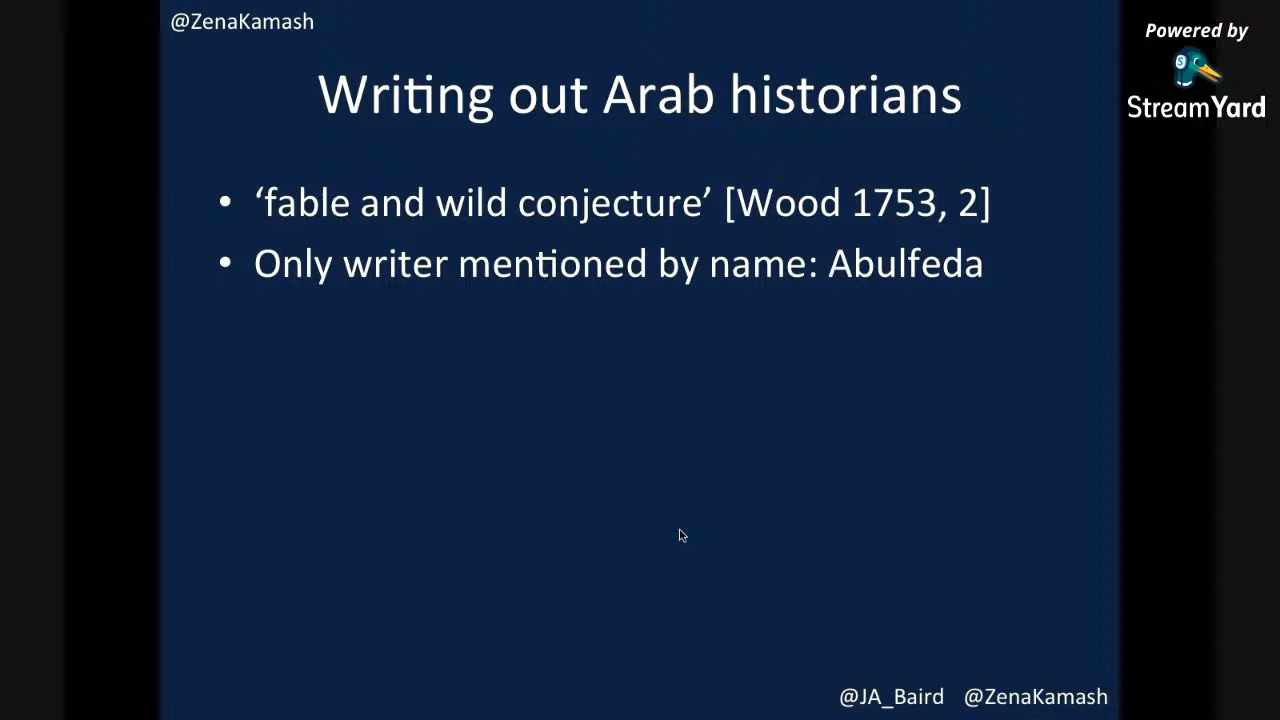 @ZenaKamash
Powered by
StreamYard
Writing out Arab historians
• ‘fable and wild conjecture’ [Wood 1753, 2]
• Only writer mentioned by name: Abulfeda
@JA_Baird @ZenaKamash